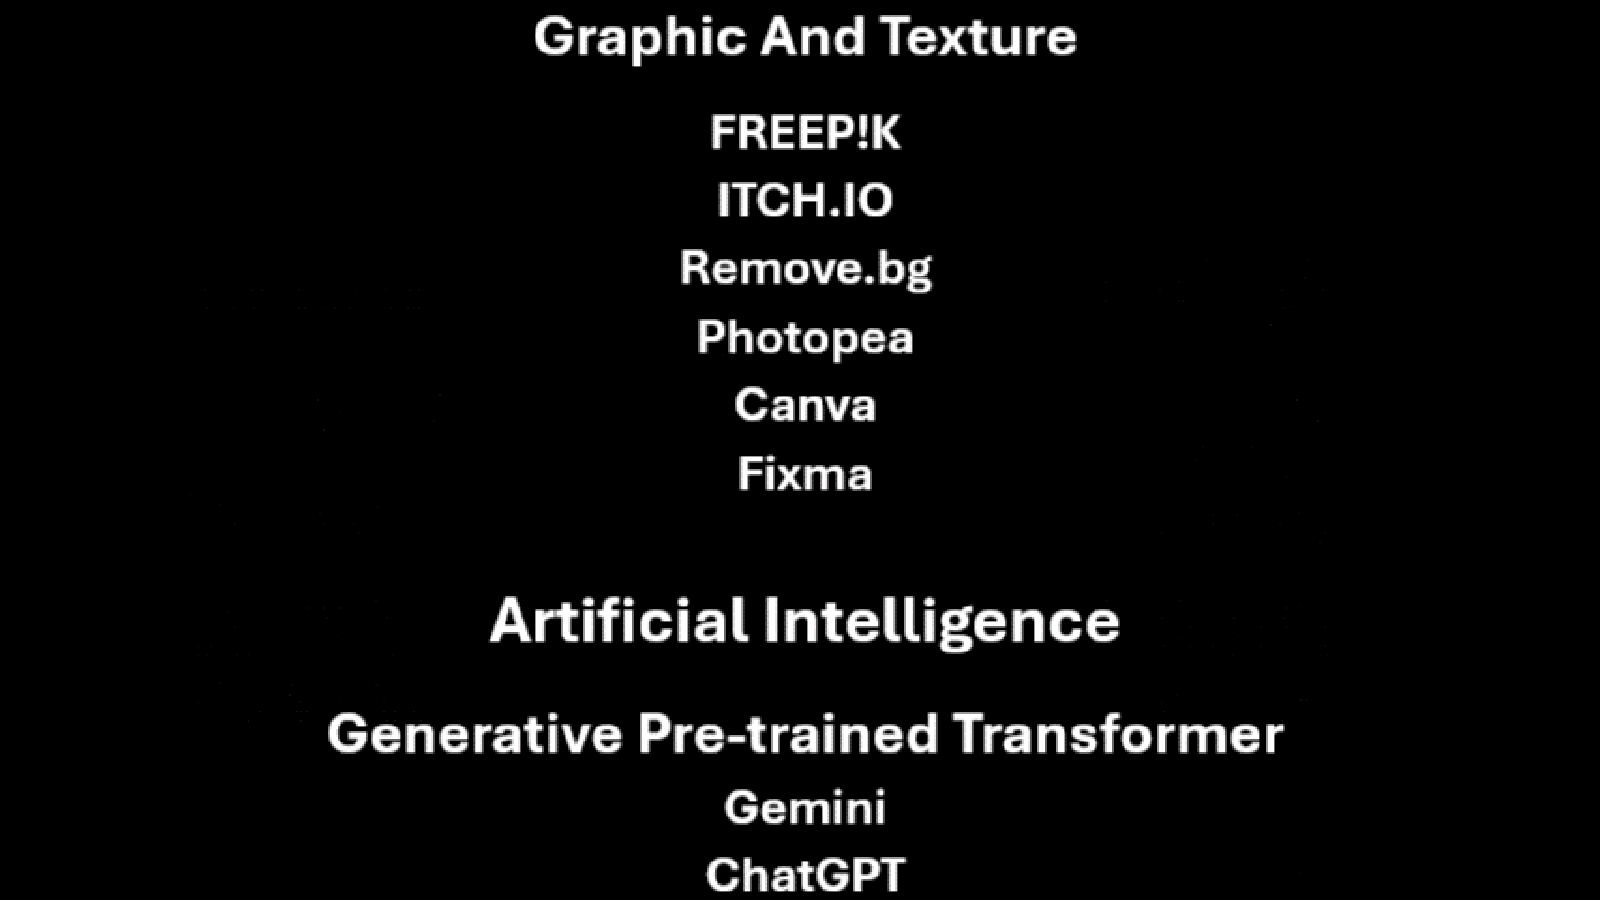 Graphic And Texture
FREEP!K
ITCH.IO
Remove.bg
Photopea
Canva
Fixma
Artificial Intelligence
Generative Pre-trained Transformer
Gemini
ChatGPT